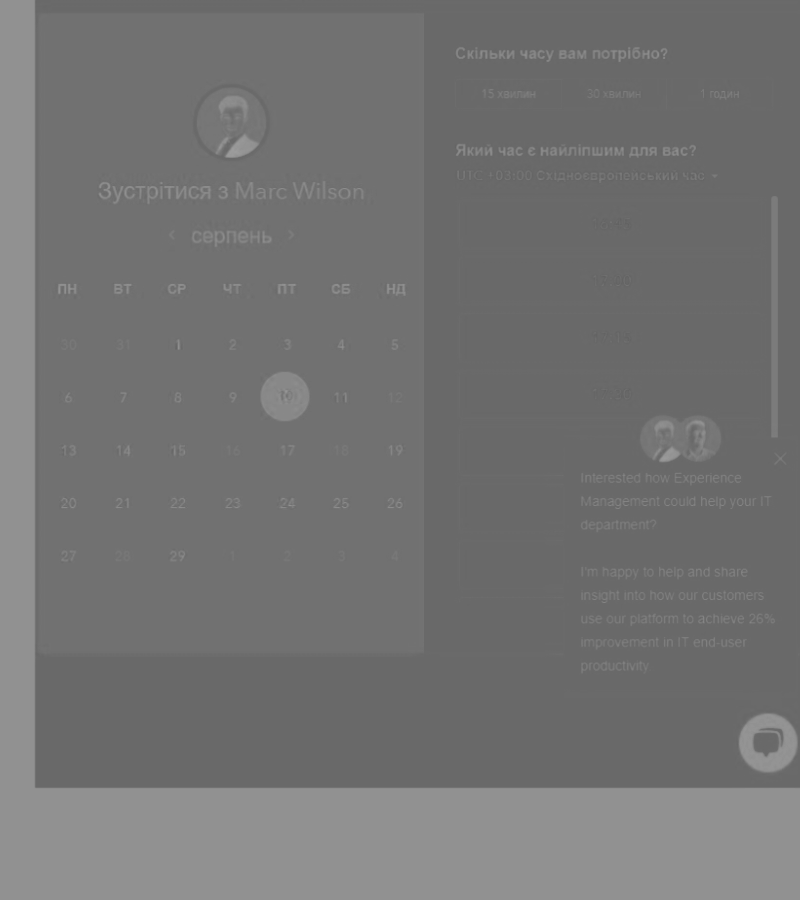 Зустрітися з Marc Wilson
серпень
ПН ВТ СР ЧТ ПТ СБ НД
30 31 1 2 3 4 5
6 7 8 9 10 11 12
13 14 15 16 17 18 19
20 21 22 23 24 25 26
27 28 29 1 2 3 4
Скільки часу вам потрібно?
15 хвилин 30 хвилин 1 годин
Який час є найліпшим для вас?
UTC +03:00 Східноєвропейський час
Interested how Experience
Management could help your IT
department?
I'm happy to help and share
insight into how our customers
use our platform to achieve 26%
improvement in IT end-user
productivity.